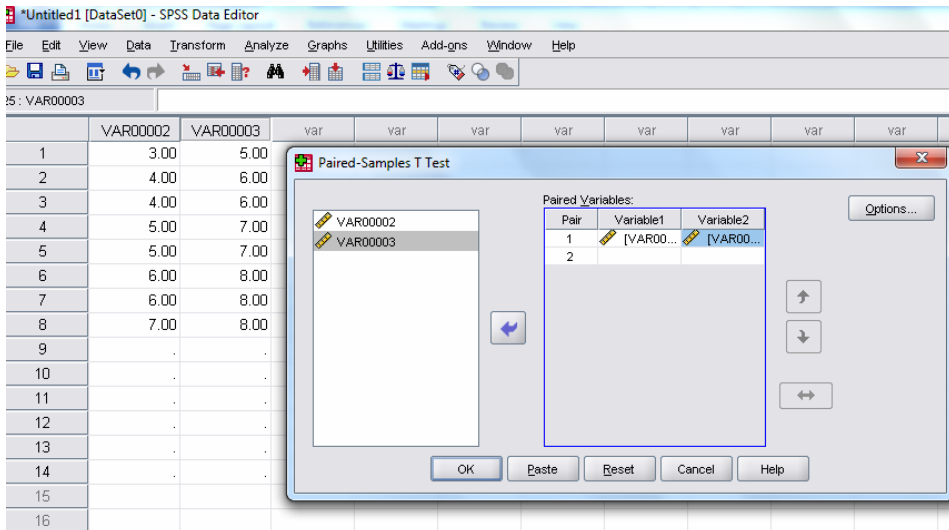 *Untitled1 [DataSet0] - SPSS Data Editor
File Edit View Data Transform Analyze Graphs Utilities Add-ons Window Help
25 : VAR00003
VAR00002 VAR00003 var var var var var var var var
1 3.00 5.00
2 4.00 6.00
3 4.00 6.00
4 5.00 7.00
5 5.00 7.00
6 6.00 8.00
7 6.00 8.00
8 7.00 8.00
9 . .
10 . .
11 . .
12 . .
13 . .
14 . .
15
16
Paired-Samples T Test
VAR00002
VAR00003
Paired Variables:
Pair Variable1 Variable2
1 [VAR00... [VAR00...
2
Options...
OK Paste Reset Cancel Help